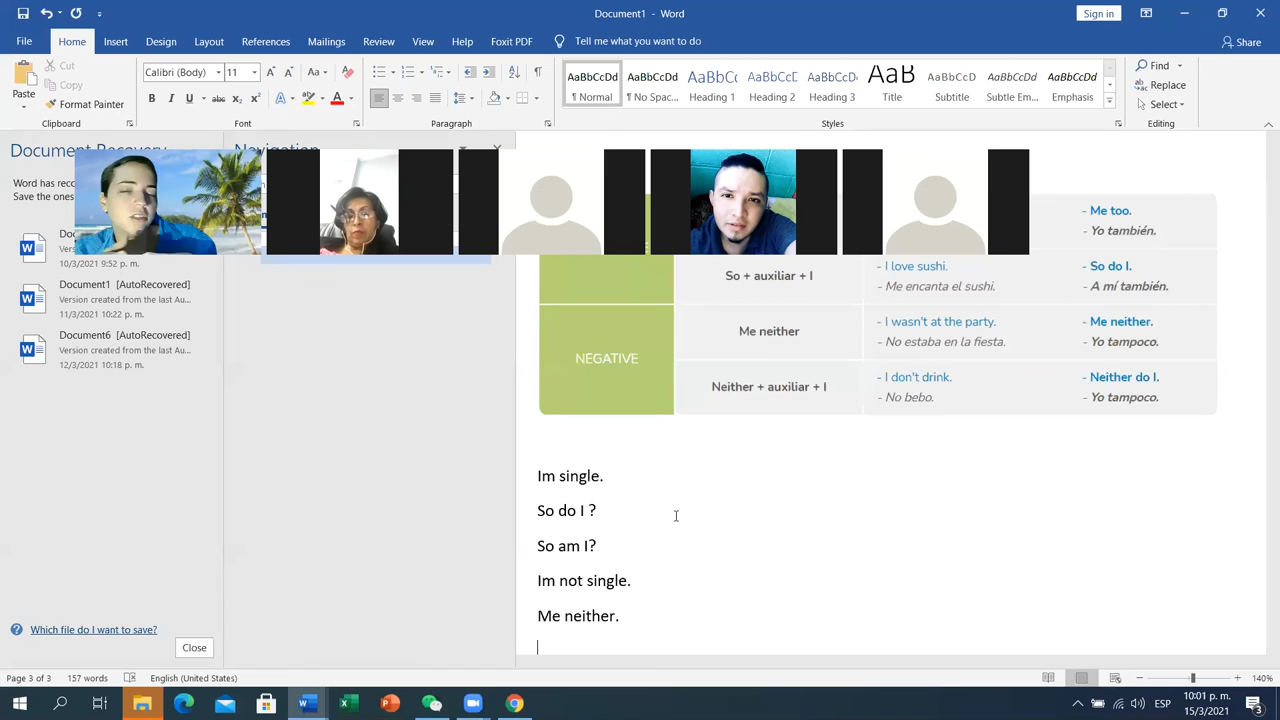 Document1 - Word
Sign in
File
Home
Insert
Design
Layout
References
Mailings
Review
View
Help
Foxit PDF
Tell me what you want to do
Share
Paste
Cut
Copy
Format Painter
Clipboard
Calibri (Body)
11
Font
Paragraph
AaBbCcDd
¶ Normal
AaBbCcDd
¶ No Spac...
AaBbCc
Heading 1
AaBbCcD
Heading 2
AaBbCcD
Heading 3
AaB
Title
AaBbCcD
Subtitle
AaBbCcDd
Subtle Em...
AaBbCcDd
Emphasis
Styles
Find
Replace
Select
Editing
Document Recovery
Navigation
Word has reco
Save the ones
Do
Version
10/3/2021 9:52 p. m.
Document1 [AutoRecovered]
Version created from the last Au...
11/3/2021 10:22 p. m.
Document6 [AutoRecovered]
Version created from the last Au...
12/3/2021 10:18 p. m.
Which file do I want to save?
Close
- Me too.
- Yo también.
So + auxiliar + I
- I love sushi.
- Me encanta el sushi.
- So do I.
- A mí también.
NEGATIVE
Me neither
- I wasn't at the party.
- No estaba en la fiesta.
- Me neither.
- Yo tampoco.
Neither + auxiliar + I
- I don't drink.
- No bebo.
- Neither do I.
- Yo tampoco.
Im single.
So do I ?
So am I?
Im not single.
Me neither.
Page 3 of 3
157 words
English (United States)
140%
ESP
10:01 p. m.
15/3/2021
3